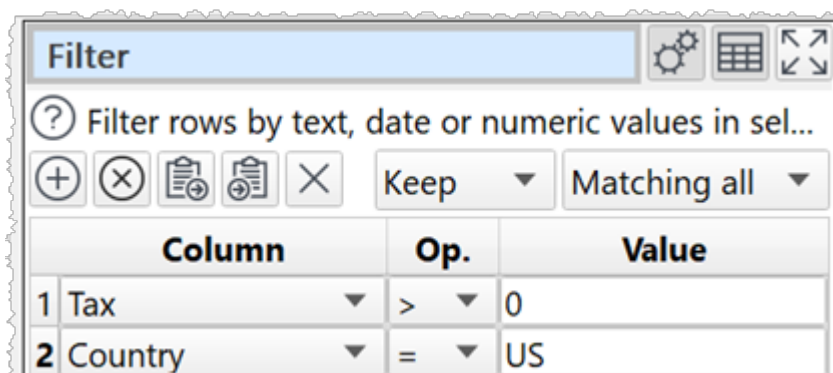 Filter
? Filter rows by text, date or numeric values in sel...
Keep Matching all
Column Op. Value
1 Tax > 0
2 Country = US